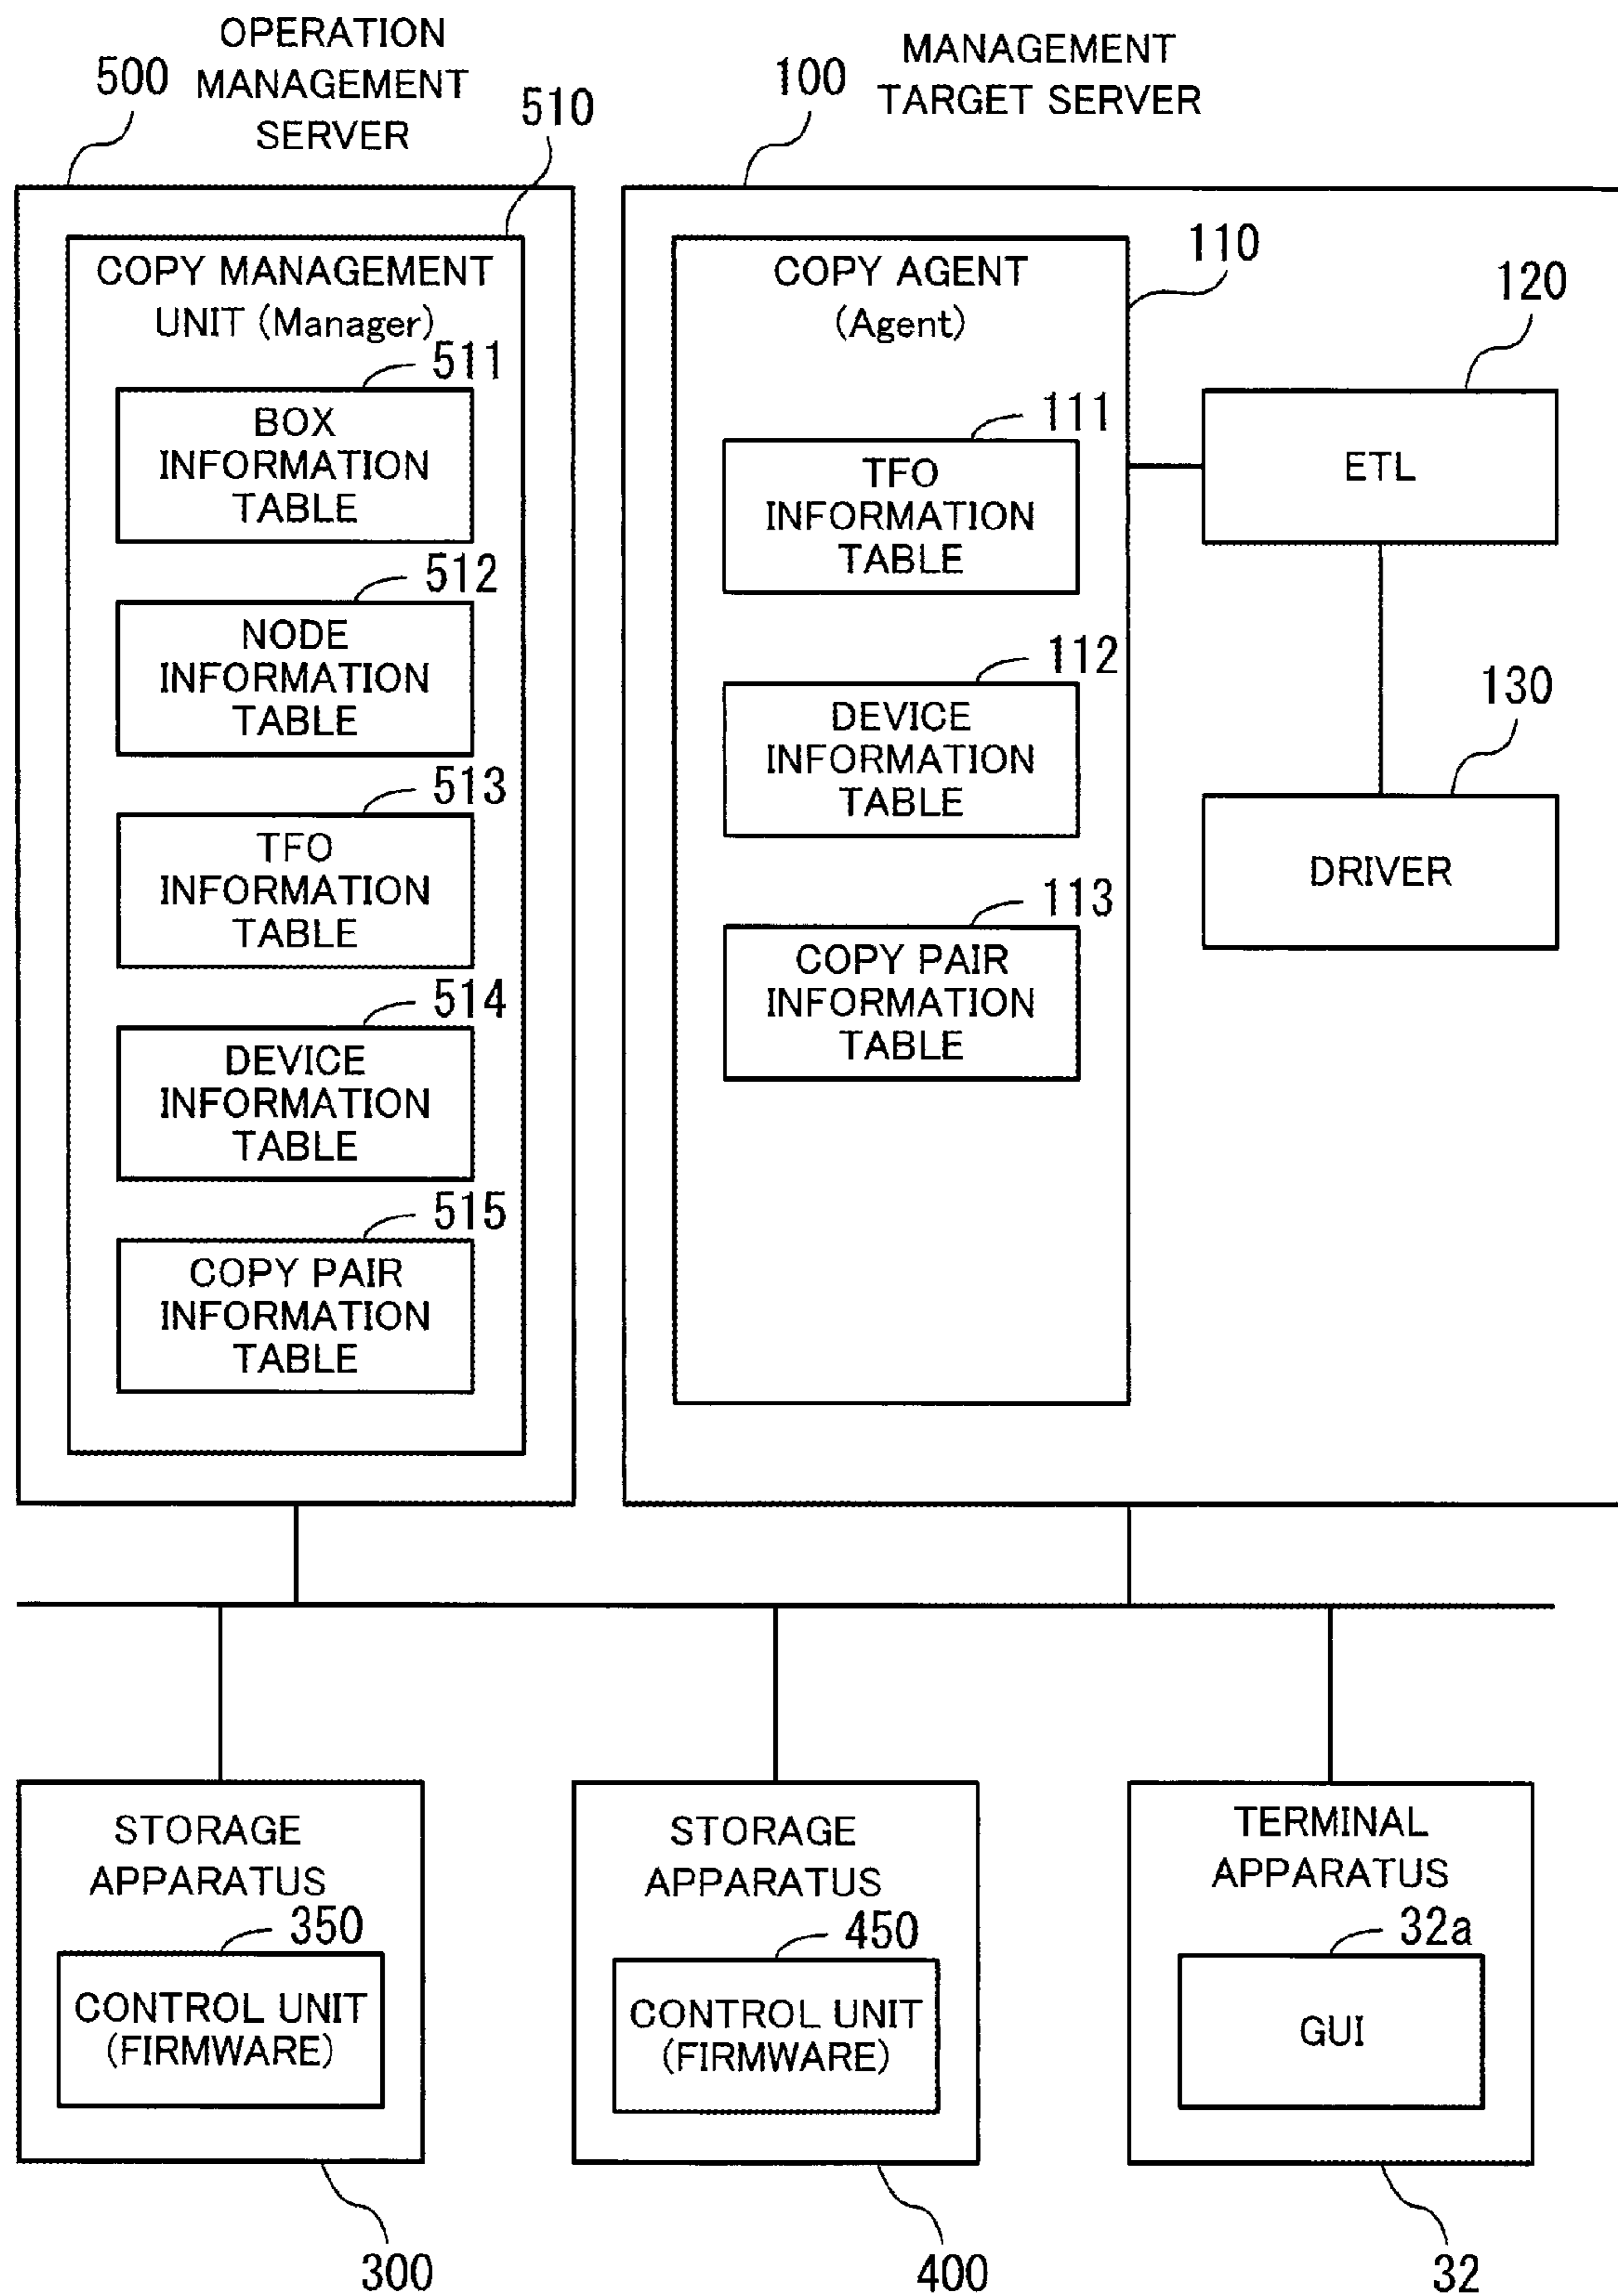 OPERATION
MANAGEMENT
SERVER
500
510
COPY MANAGEMENT
UNIT (Manager)
511
BOX
INFORMATION
TABLE
512
NODE
INFORMATION
TABLE
513
TFO
INFORMATION
TABLE
514
DEVICE
INFORMATION
TABLE
515
COPY PAIR
INFORMATION
TABLE
MANAGEMENT
TARGET SERVER
100
110
COPY AGENT
(Agent)
111
TFO
INFORMATION
TABLE
112
DEVICE
INFORMATION
TABLE
113
COPY PAIR
INFORMATION
TABLE
120
ETL
130
DRIVER
STORAGE
APPARATUS
350
CONTROL UNIT
(FIRMWARE)
300
STORAGE
APPARATUS
450
CONTROL UNIT
(FIRMWARE)
400
TERMINAL
APPARATUS
32a
GUI
32